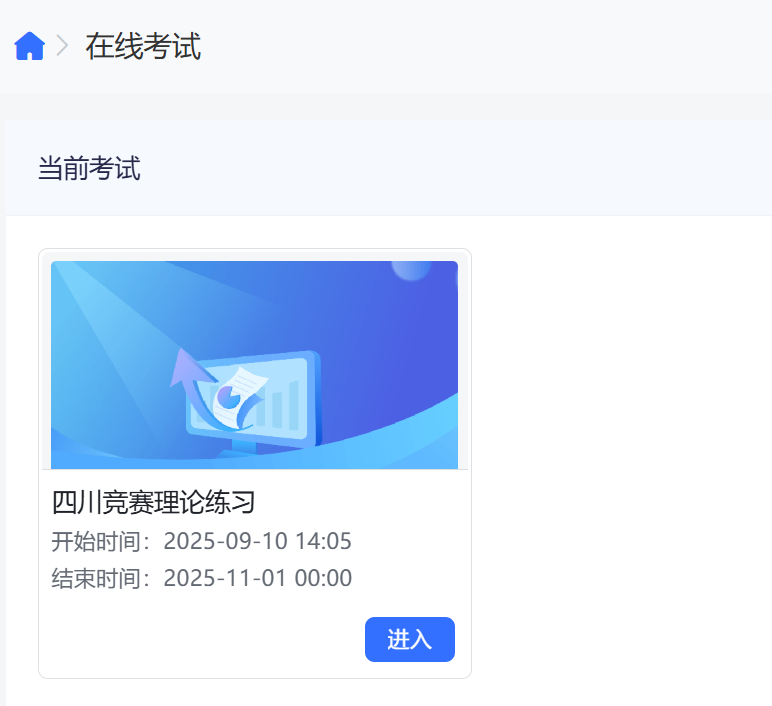 在线考试
当前考试
四川竞赛理论练习
开始时间：2025-09-10 14:05
结束时间：2025-11-01 00:00
进入